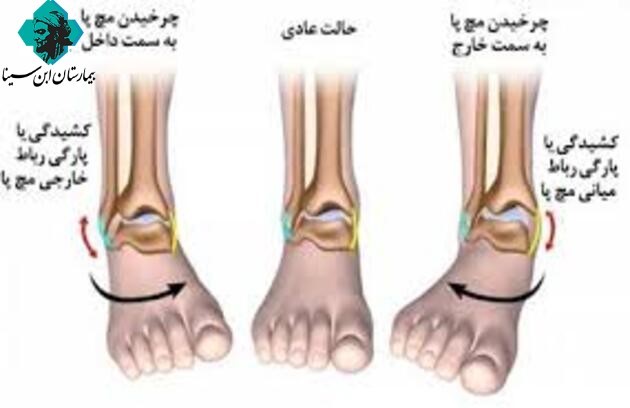 چرخیدن مچ پا
به سمت خارج
حالت عادی
چرخیدن مچ پا
به سمت داخل
بیمارستان ابن سینا
کشیدگی یا
پارگی رباط
میانی مچ پا
کشیدگی یا
پارگی رباط
خارجی مچ پا